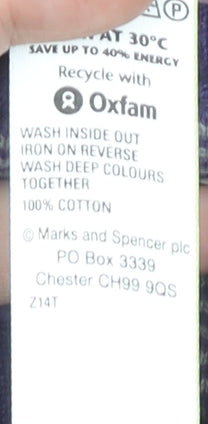 Ⓟ
AT 30°C
SAVE UP TO 40% ENERGY
Recycle with
Oxfam
WASH INSIDE OUT
IRON ON REVERSE
WASH DEEP COLOURS
TOGETHER
100% COTTON
© Marks and Spencer plc
PO Box 3339
Chester CH99 9QS
Z14T